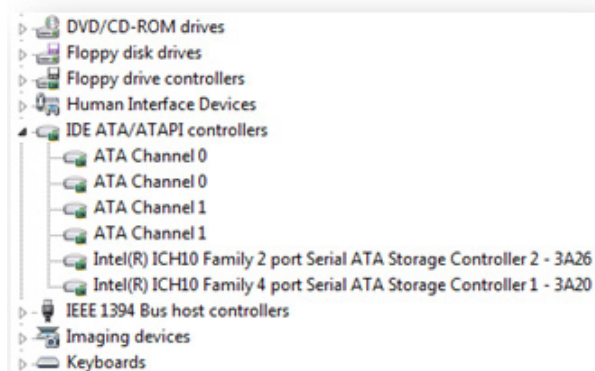 DVD/CD-ROM drives
Floppy disk drives
Floppy drive controllers
Human Interface Devices
IDE ATA/ATAPI controllers
ATA Channel 0
ATA Channel 0
ATA Channel 1
ATA Channel 1
Intel(R) ICH10 Family 2 port Serial ATA Storage Controller 2 - 3A26
Intel(R) ICH10 Family 4 port Serial ATA Storage Controller 1 - 3A20
IEEE 1394 Bus host controllers
Imaging devices
Keyboards